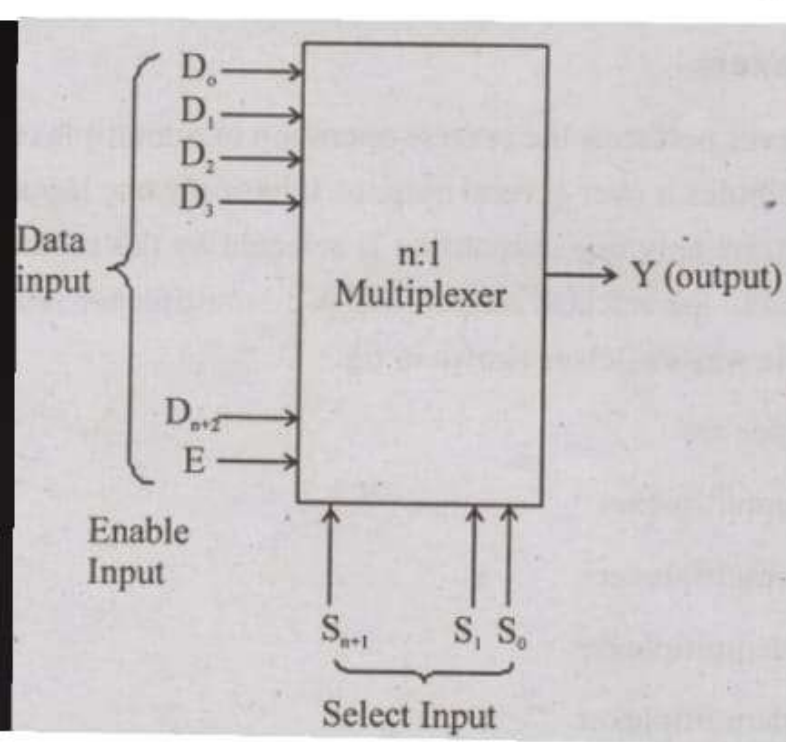 D₀
D₁
D₂
D₃
Data
input
n:1
Multiplexer
Y (output)
Dₙ₊₂
E
Enable
Input
Sₙ₊₁ S₁ S₀
Select Input